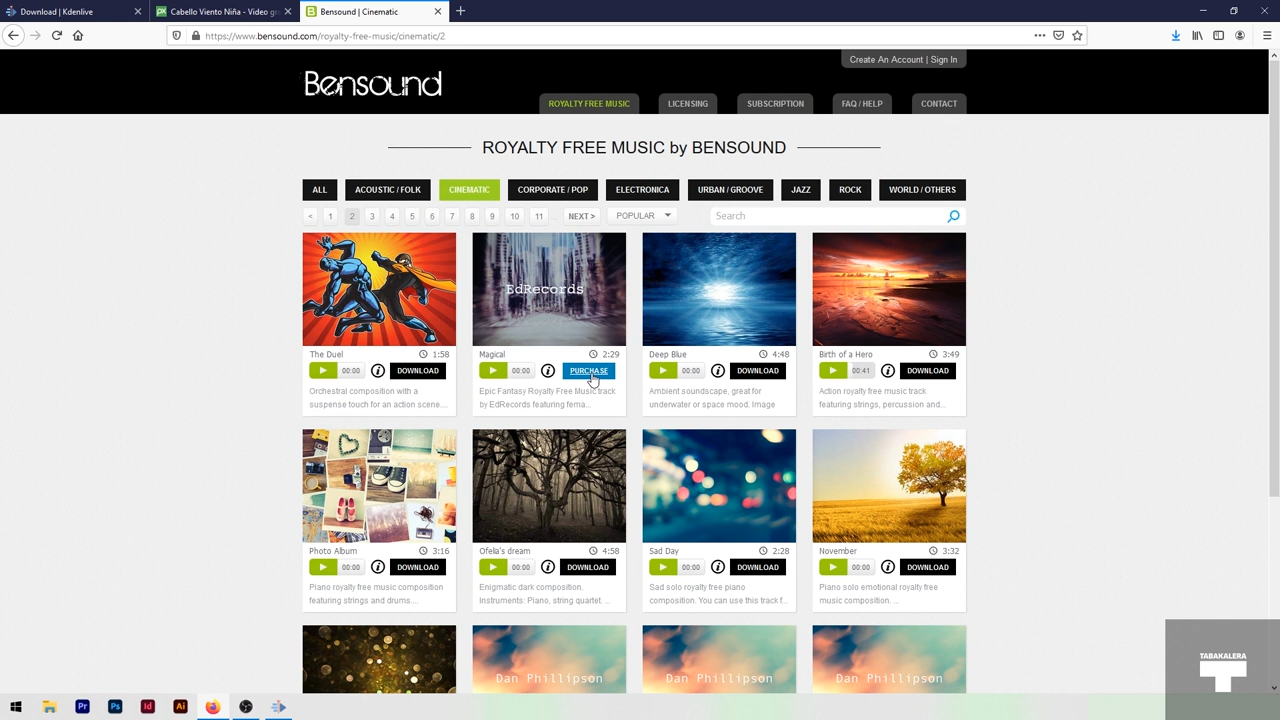 Download | Kdenlive
Cabello Viento Niña - Video gr
Bensound | Cinematic
https://www.bensound.com/royalty-free-music/cinematic/2
Create An Account | Sign In
Bensound
ROYALTY FREE MUSIC
LICENSING
SUBSCRIPTION
FAQ / HELP
CONTACT
ROYALTY FREE MUSIC by BENSOUND
ALL
ACOUSTIC / FOLK
CINEMATIC
CORPORATE / POP
ELECTRONICA
URBAN / GROOVE
JAZZ
ROCK
WORLD / OTHERS
< 1 2 3 4 5 6 7 8 9 10 11 ... NEXT >
POPULAR
Search
EdRecords
The Duel 1:58
00:00 DOWNLOAD
Orchestral composition with a
suspense touch for an action scene....
Magical 2:29
00:00 PURCHASE
Epic Fantasy Royalty Free Music track
by EdRecords featuring fema...
Deep Blue 4:48
00:00 DOWNLOAD
Ambient soundscape, great for
underwater or space mood. Image
Birth of a Hero 3:49
00:41 DOWNLOAD
Action royalty free music track
featuring strings, percussion and...
Photo Album 3:16
00:00 DOWNLOAD
Piano royalty free music composition
featuring strings and drums....
Ofelia's dream 4:58
00:00 DOWNLOAD
Enigmatic dark composition.
Instruments: Piano, string quartet. ...
Sad Day 2:28
00:00 DOWNLOAD
Sad solo royalty free piano
composition. You can use this track f...
November 3:32
00:00 DOWNLOAD
Piano solo emotional royalty free
music composition. ...
Dan Phillipson
Dan Phillipson
Dan Phillipson
TABAKALERA
T
Pr
Ps
Id
Ai